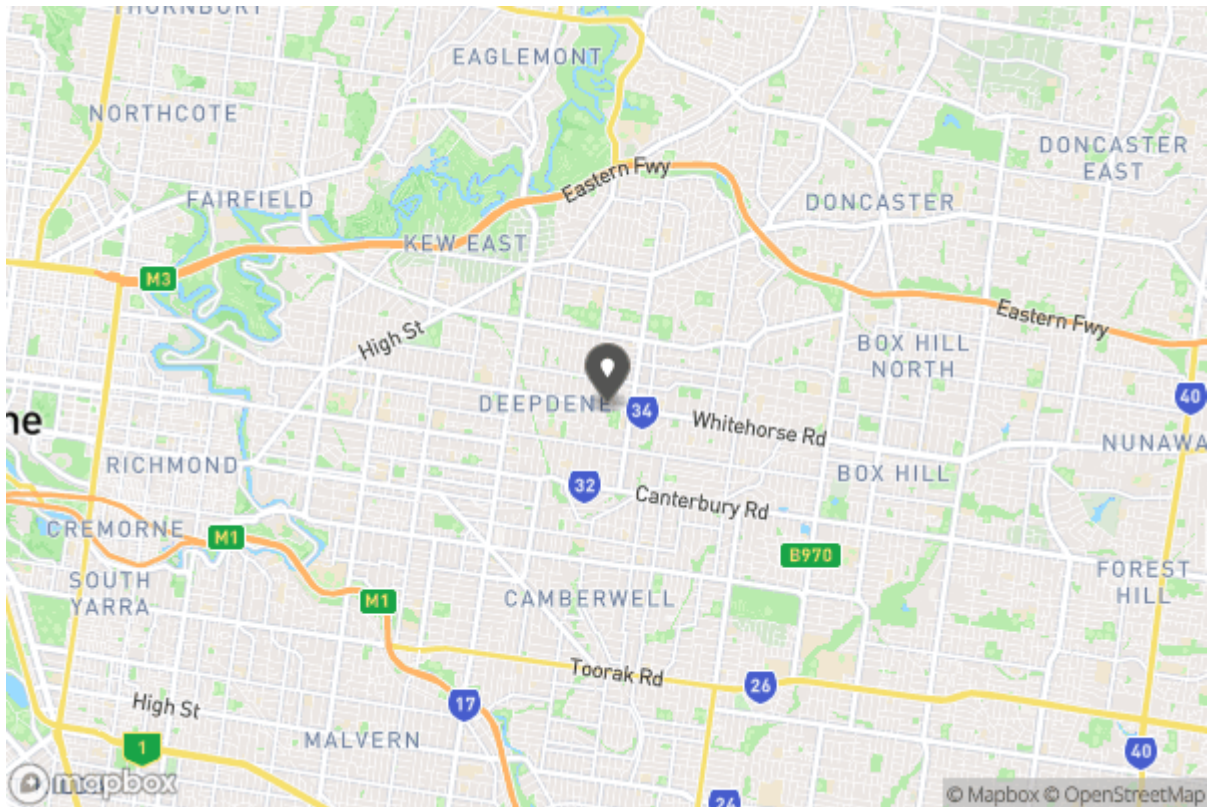 THORNBURY
EAGLEMONT
NORTHCOTE
DONCASTER
EAST
Eastern Fwy
FAIRFIELD
DONCASTER
KEW EAST
M3
Eastern Fwy
High St
BOX HILL
NORTH
40
DEEPDENE
34
ne
Whitehorse Rd
NUNAWA
RICHMOND
BOX HILL
32
Canterbury Rd
CREMORNE
M1
B970
SOUTH
YARRA
FOREST
HILL
M1
CAMBERWELL
Toorak Rd
26
17
High St
MALVERN
1
40
mapbox
24
© Mapbox © OpenStreetMap